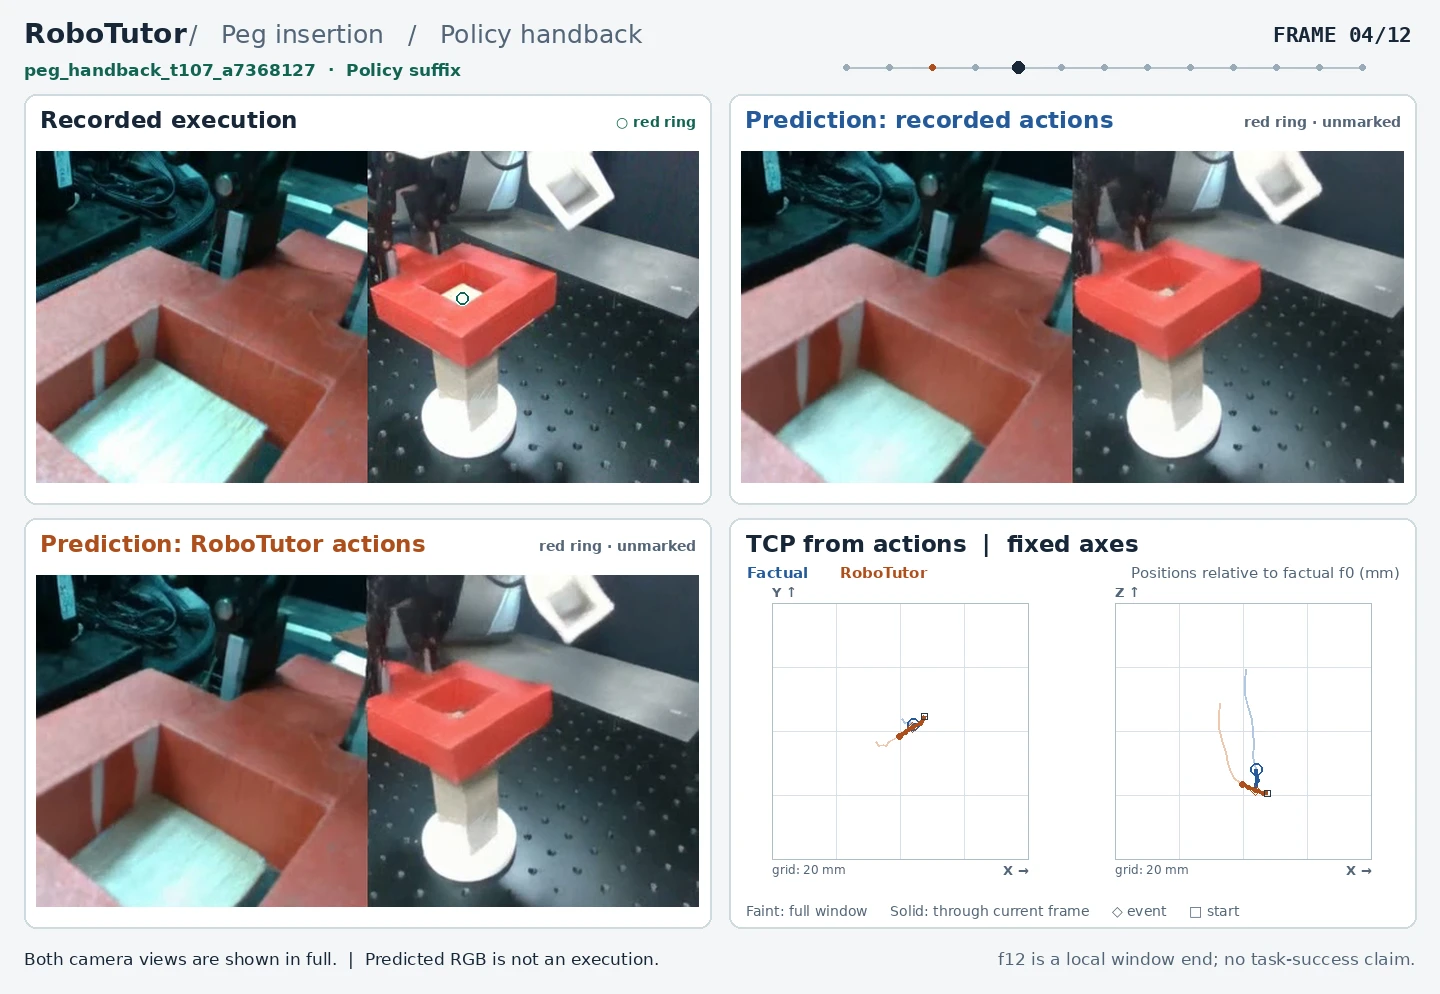 RoboTutor / Peg insertion / Policy handback
FRAME 04/12
peg_handback_t107_a7368127 · Policy suffix
Recorded execution
○ red ring
Prediction: recorded actions
red ring · unmarked
Prediction: RoboTutor actions
red ring · unmarked
TCP from actions | fixed axes
Factual RoboTutor
Positions relative to factual f0 (mm)
Y ↑
Z ↑
grid: 20 mm
X →
grid: 20 mm
X →
Faint: full window Solid: through current frame ◇ event □ start
Both camera views are shown in full. | Predicted RGB is not an execution.
f12 is a local window end; no task-success claim.